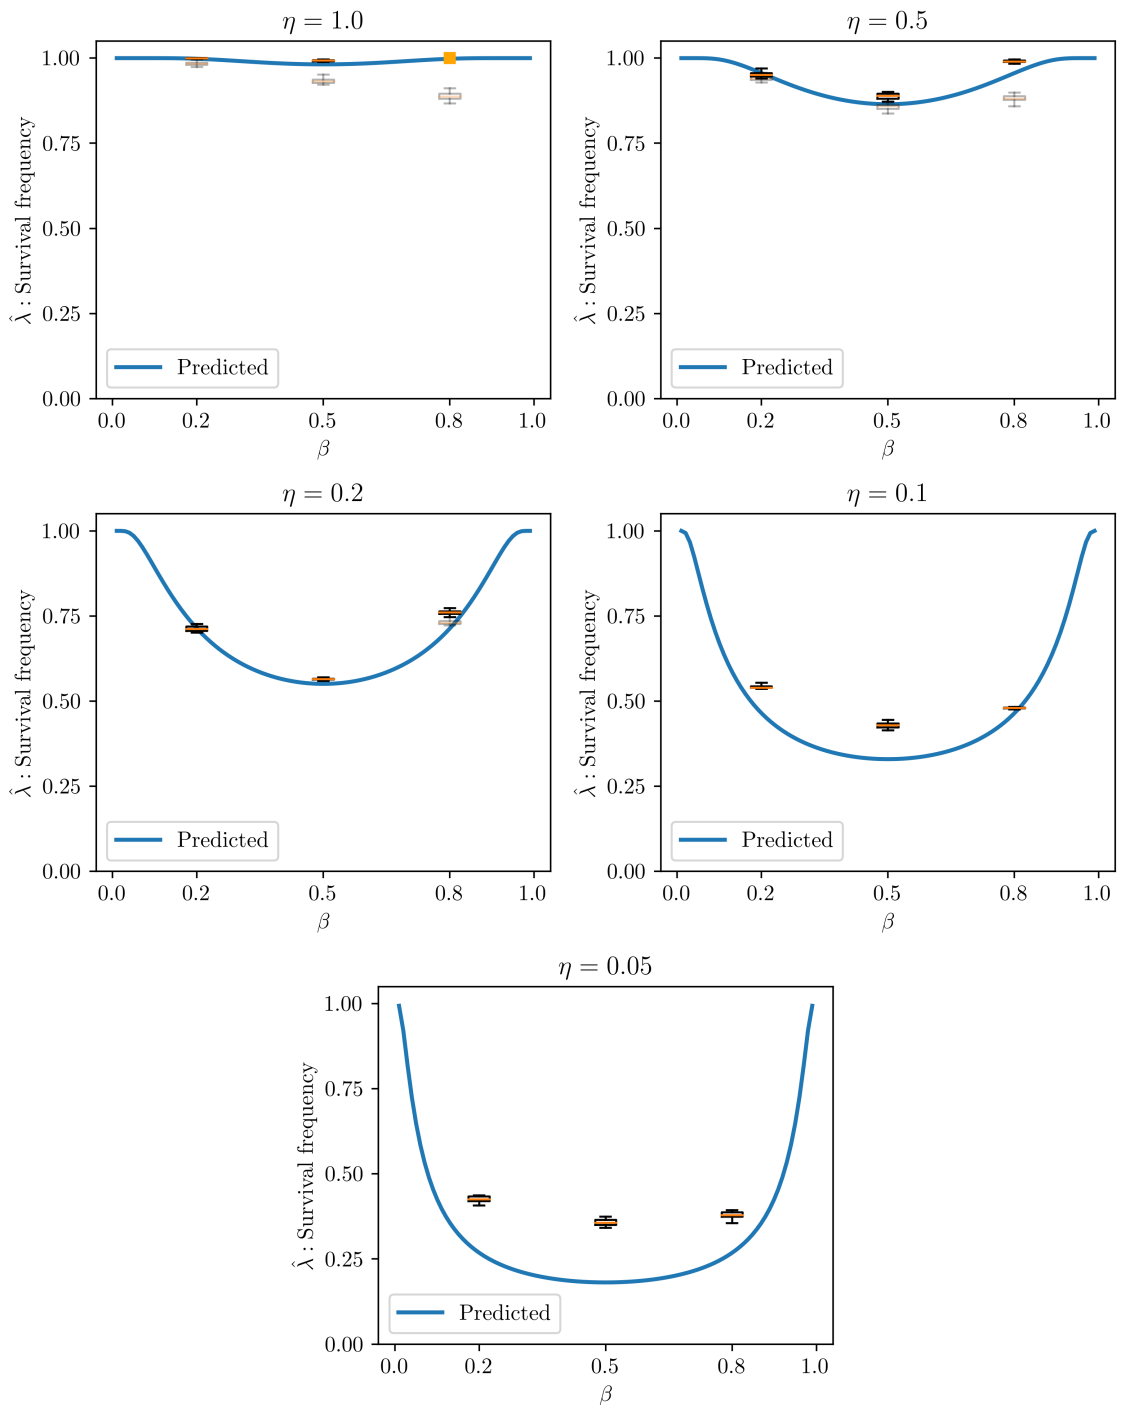 η = 1.0
1.00
0.75
0.50
0.25
0.00
λ̂ : Survival frequency
Predicted
0.0 0.2 0.5 0.8 1.0
β
η = 0.5
1.00
0.75
0.50
0.25
0.00
λ̂ : Survival frequency
Predicted
0.0 0.2 0.5 0.8 1.0
β
η = 0.2
1.00
0.75
0.50
0.25
0.00
λ̂ : Survival frequency
Predicted
0.0 0.2 0.5 0.8 1.0
β
η = 0.1
1.00
0.75
0.50
0.25
0.00
λ̂ : Survival frequency
Predicted
0.0 0.2 0.5 0.8 1.0
β
η = 0.05
1.00
0.75
0.50
0.25
0.00
λ̂ : Survival frequency
Predicted
0.0 0.2 0.5 0.8 1.0
β